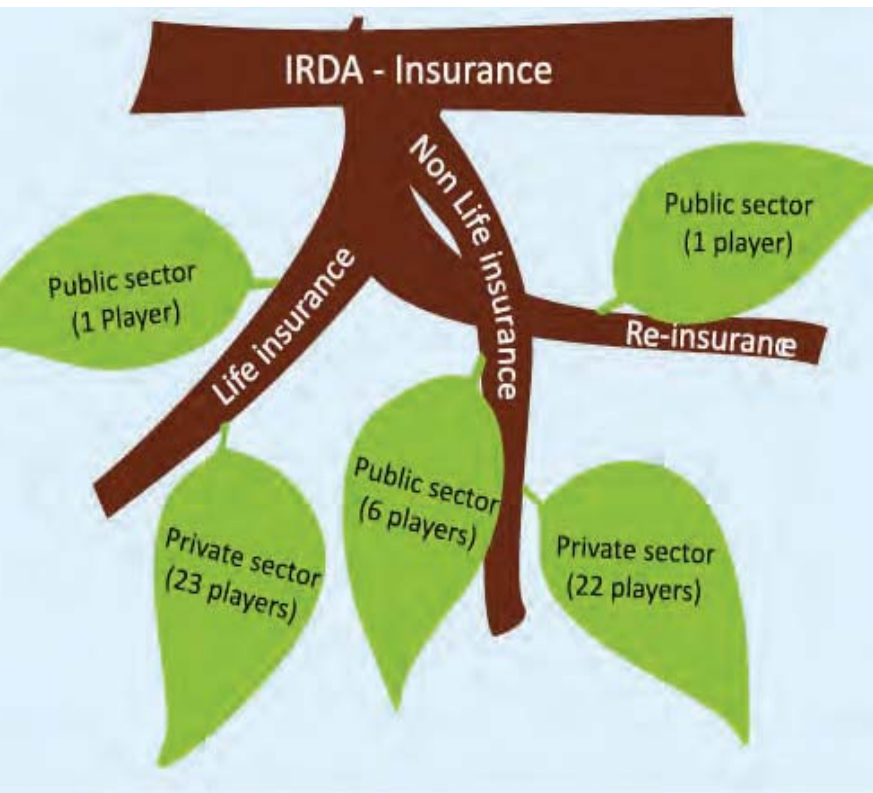 IRDA - Insurance
Non Life insurance
Public sector
(1 player)
Public sector
(1 Player)
Life insurance
Re-insurance
Public sector
(6 players)
Private sector
(23 players)
Private sector
(22 players)